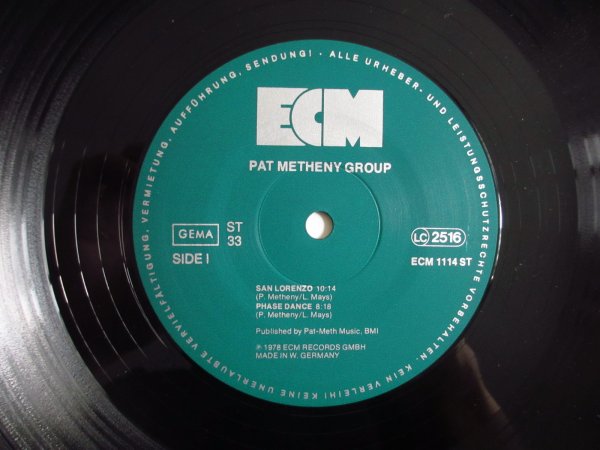 ALLE URHEBER- UND LEISTUNGSSCHUTZRECHTE VORBEHALTEN. KEIN VERLEIH! KEINE UNERLAUBTE VERVIELFÄLTIGUNG, VERMIETUNG, AUFFÜHRUNG, SENDUNG! ·
ECM
PAT METHENY GROUP
GEMA
ST
33
SIDE I
LC 2516
ECM 1114 ST
SAN LORENZO 10:14
(P. Metheny/L. Mays)
PHASE DANCE 8:18
(P. Metheny/L. Mays)
Published by Pat-Meth Music, BMI
℗ 1978 ECM RECORDS GMBH
MADE IN W. GERMANY